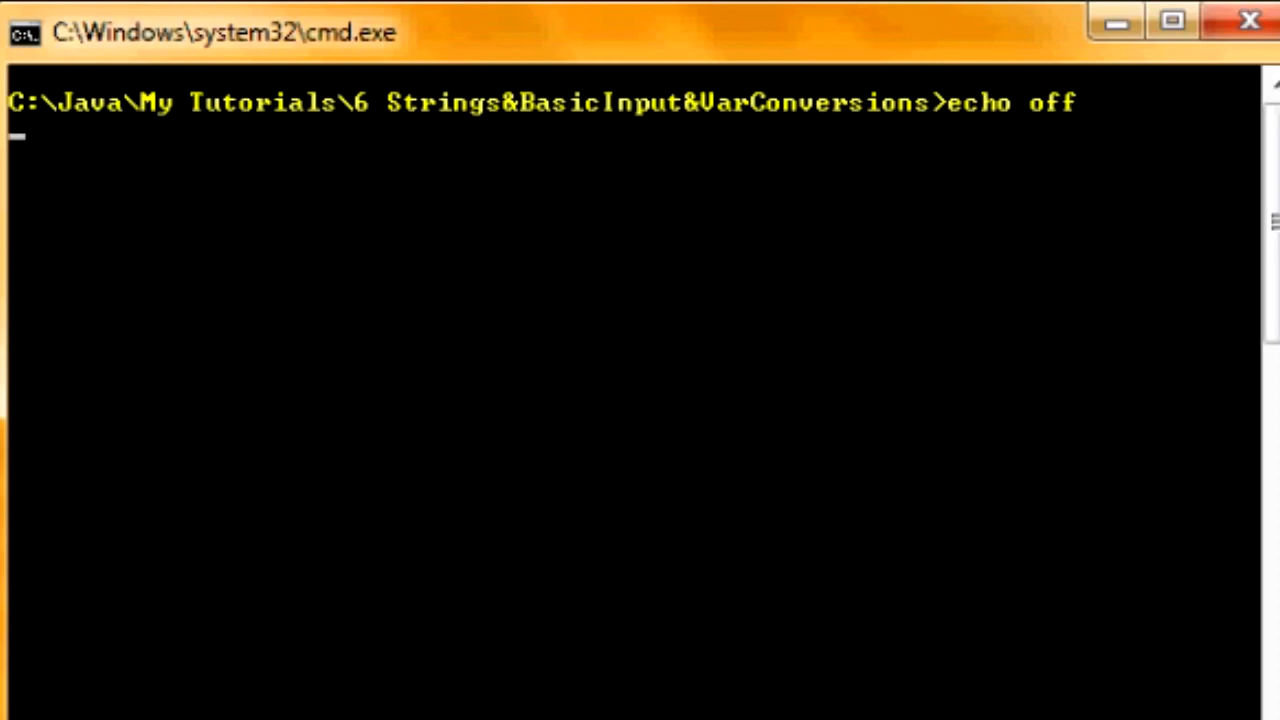 C:\Windows\system32\cmd.exe
C:\Java\My Tutorials\6 Strings&BasicInput&VarConversions>echo off